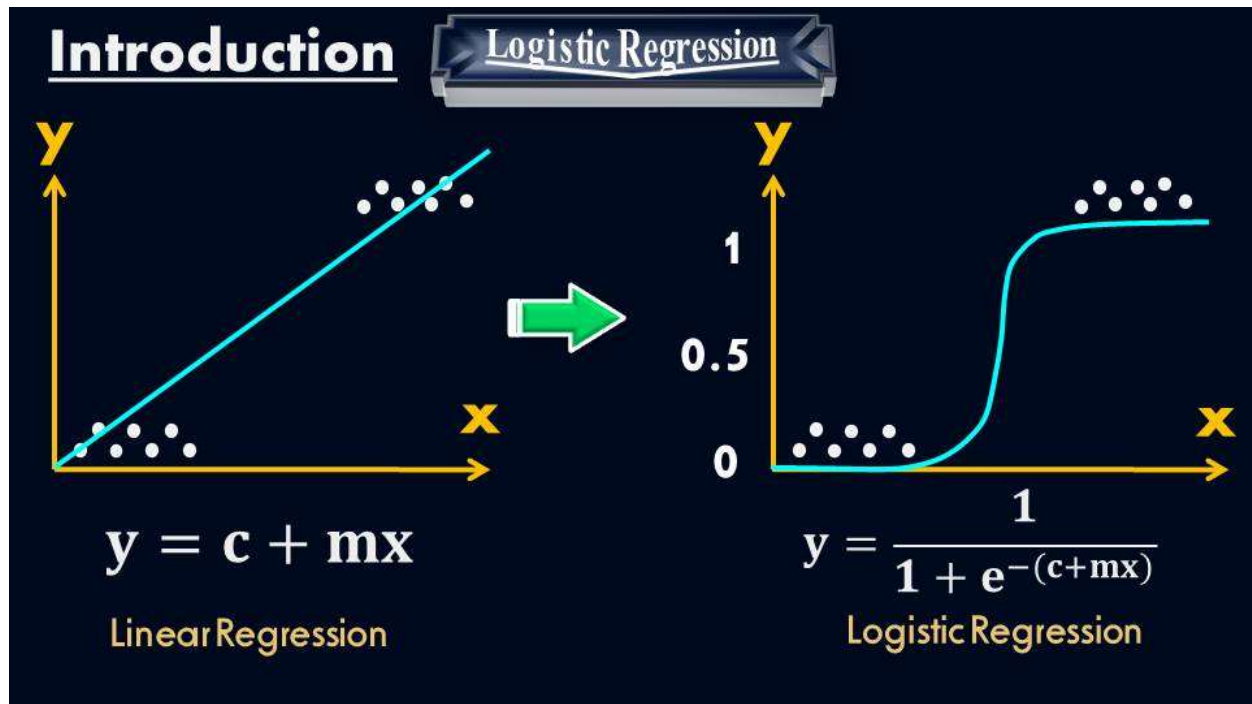 Introduction
Logistic Regression
y
x
y = c + mx
Linear Regression
y
1
0.5
0
x
y = 1 / (1 + e^-(c+mx))
Logistic Regression